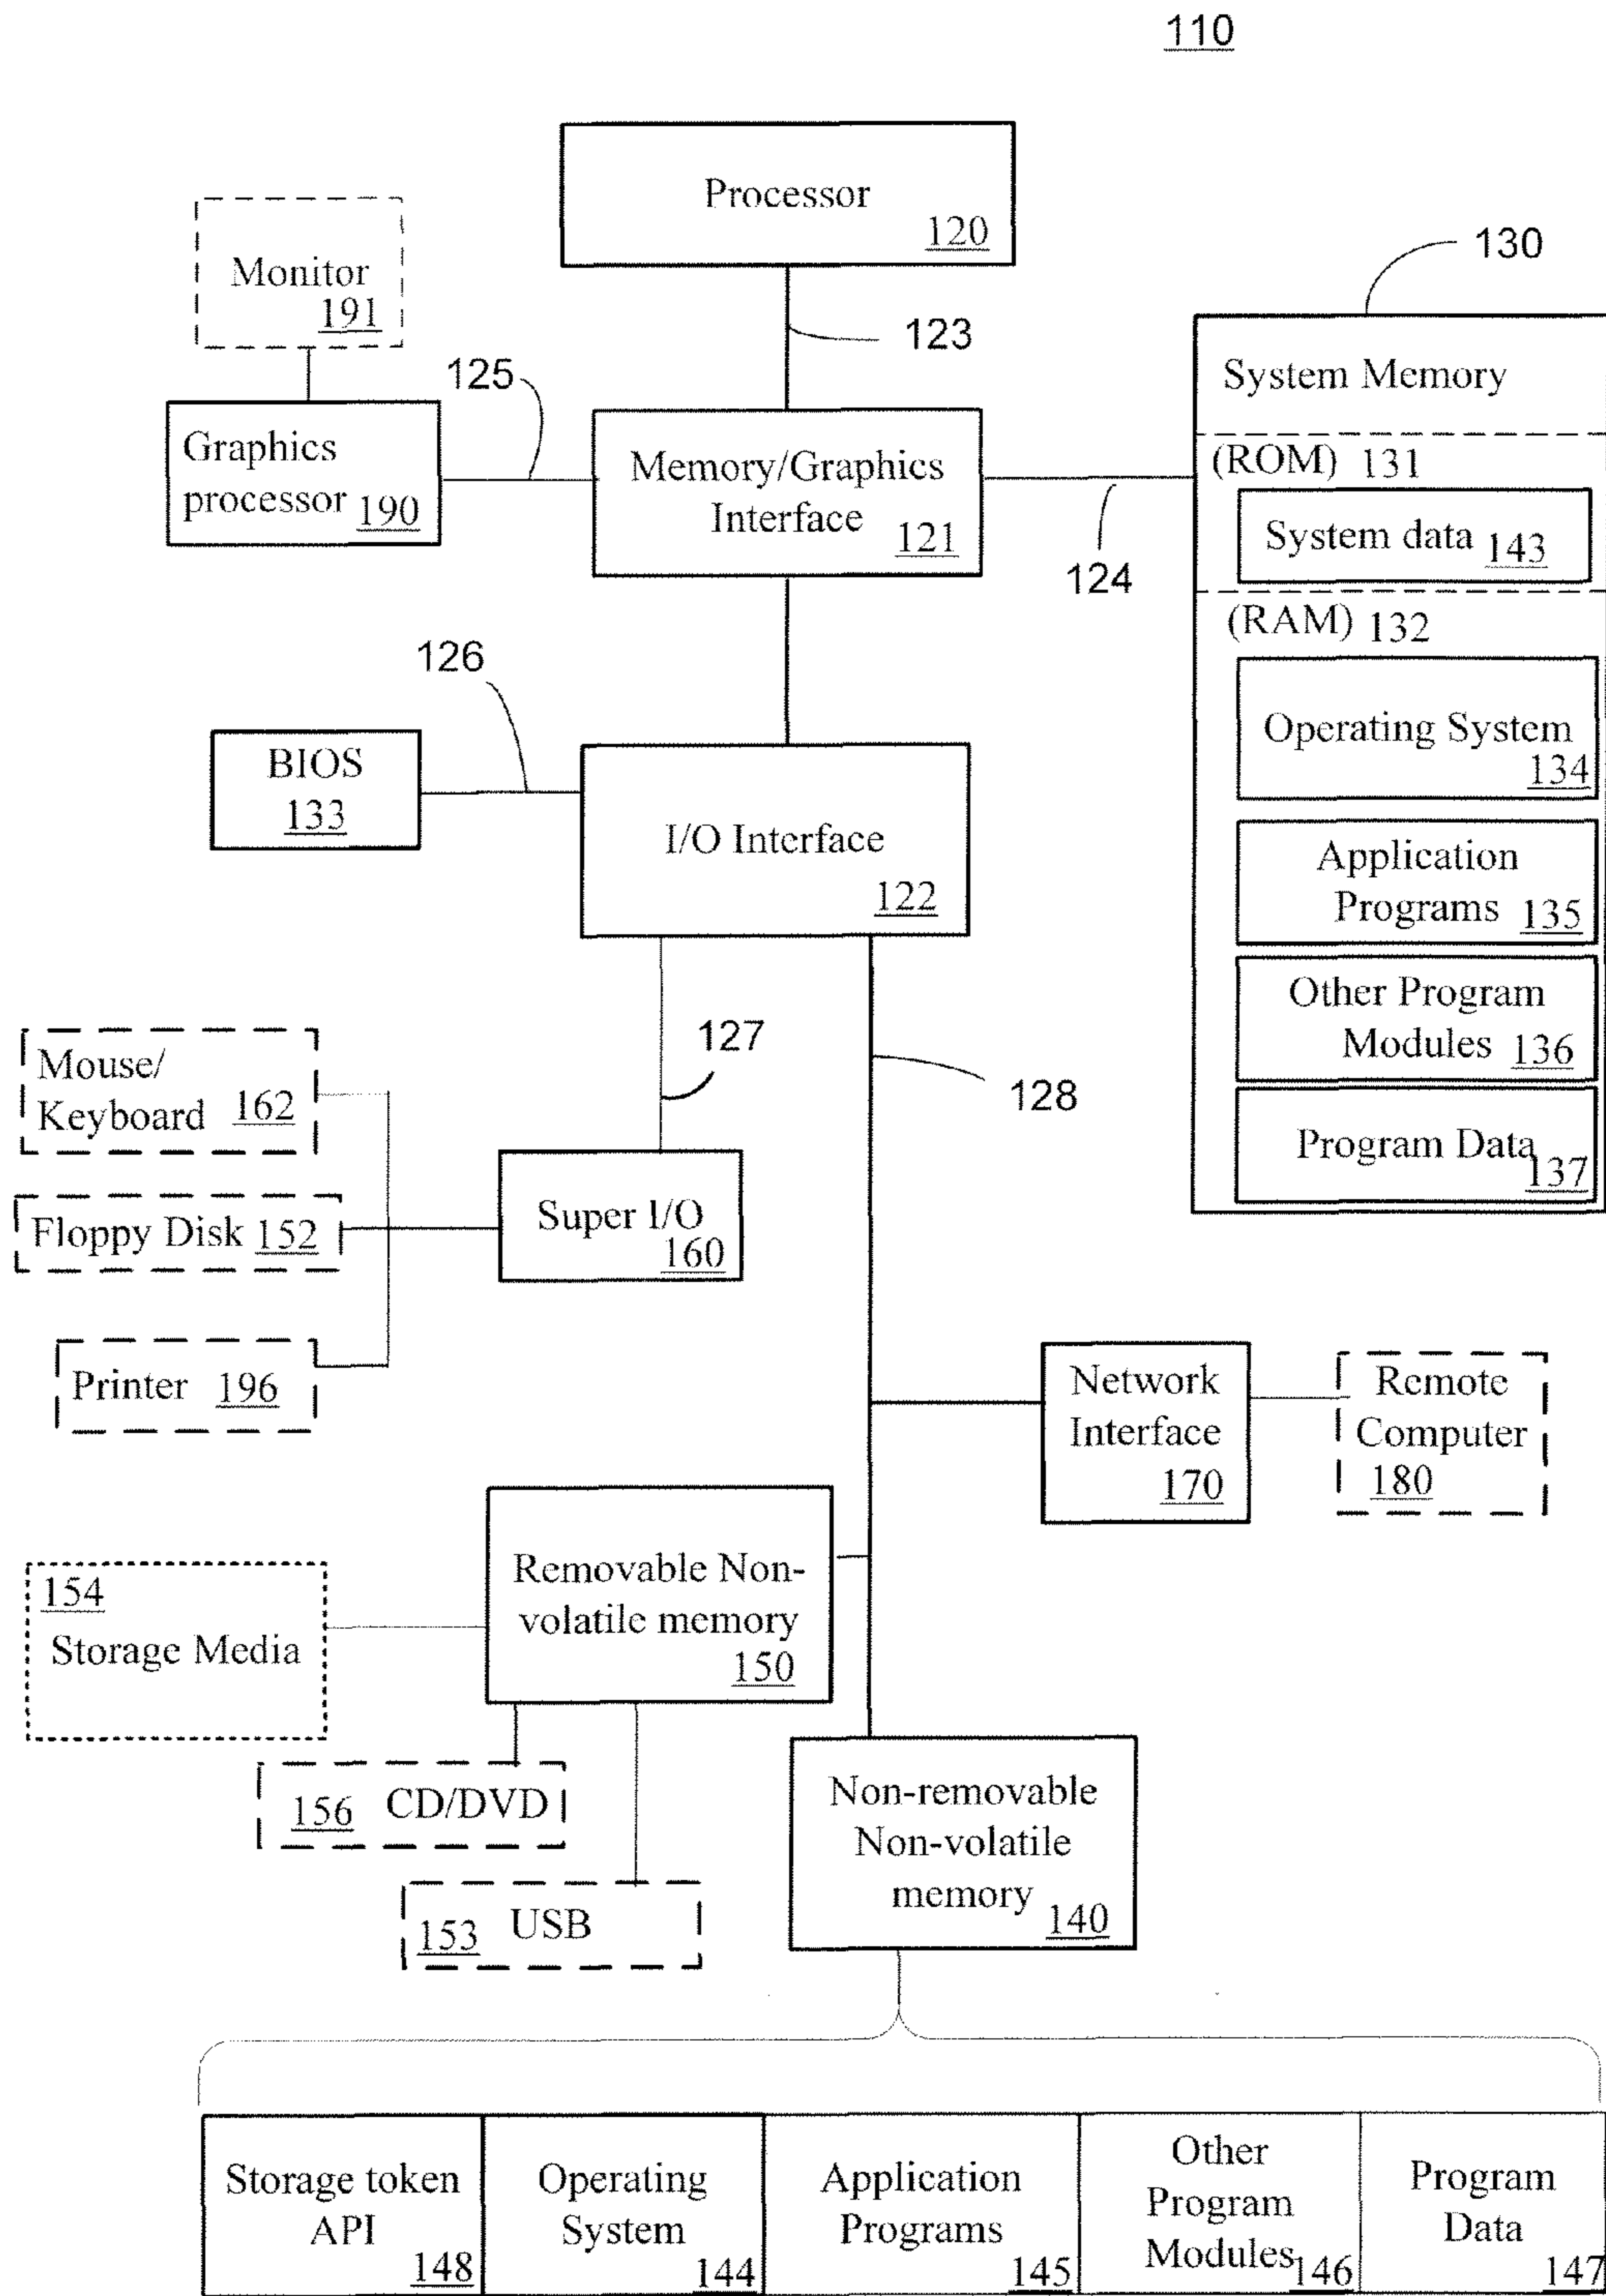 110
Processor
120
Monitor
191
123
130
125
System Memory
Graphics
processor 190
Memory/Graphics
Interface
121
124
(ROM) 131
System data 143
(RAM) 132
Operating System
134
Application
Programs 135
Other Program
Modules 136
Program Data
137
126
BIOS
133
I/O Interface
122
127
128
Mouse/
Keyboard 162
Floppy Disk 152
Super I/O
160
Printer 196
Network
Interface
170
Remote
Computer
180
Removable Non-
volatile memory
150
154
Storage Media
156 CD/DVD
153 USB
Non-removable
Non-volatile
memory
140
Storage token
API
148
Operating
System
144
Application
Programs
145
Other
Program
Modules 146
Program
Data
147